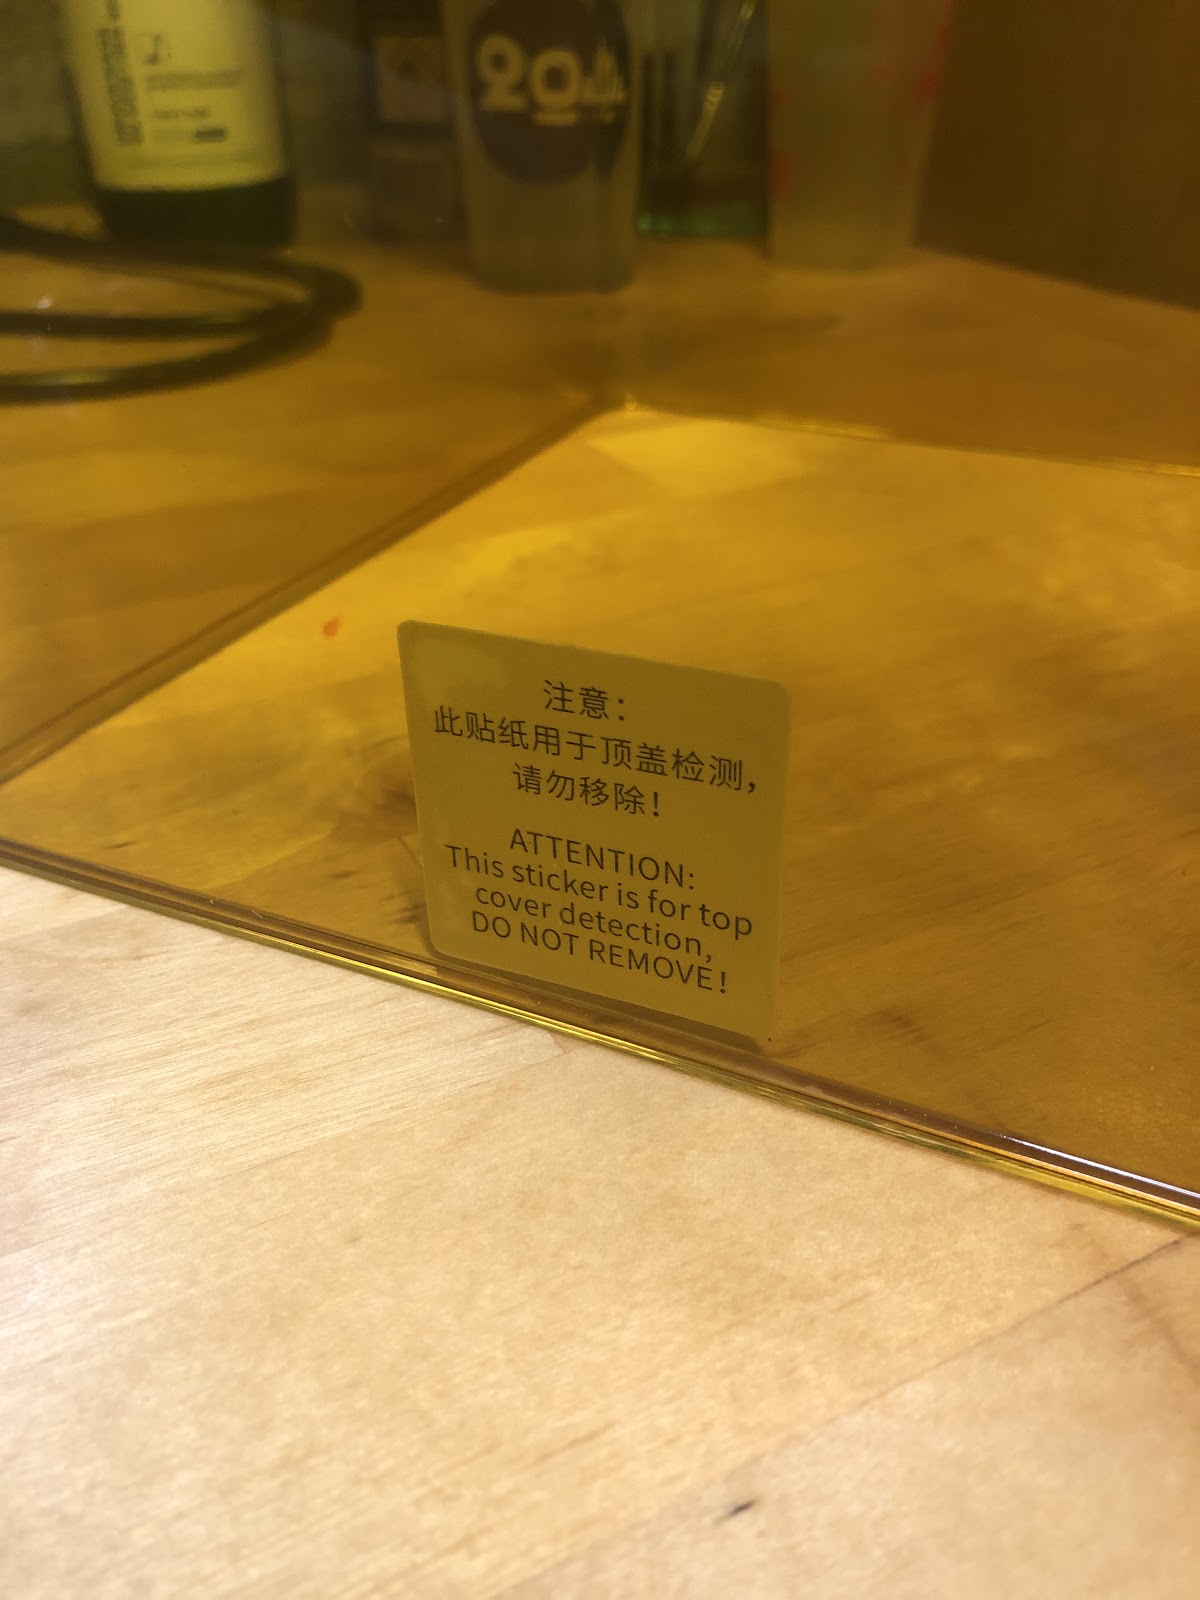 20
注意：
此贴纸用于顶盖检测，
请勿移除！
ATTENTION:
This sticker is for top
cover detection,
DO NOT REMOVE!